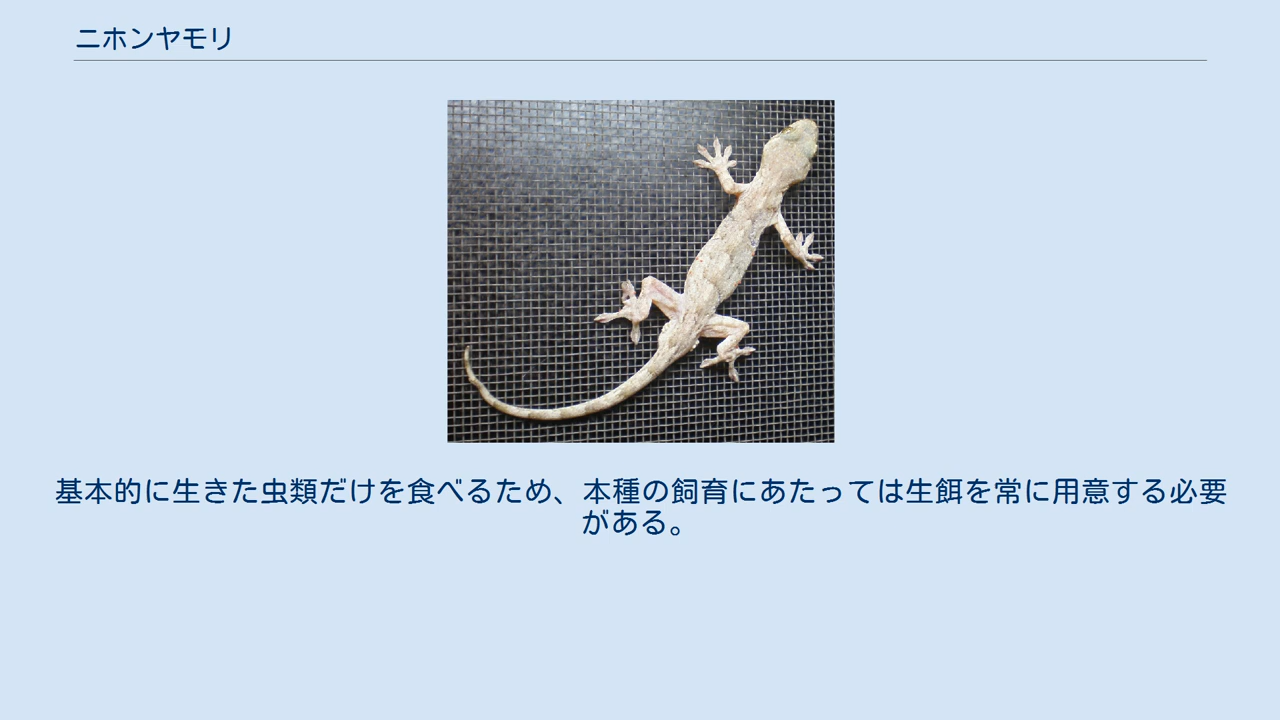 ニホンヤモリ
基本的に生きた虫類だけを食べるため、本種の飼育にあたっては生餌を常に用意する必要
がある。